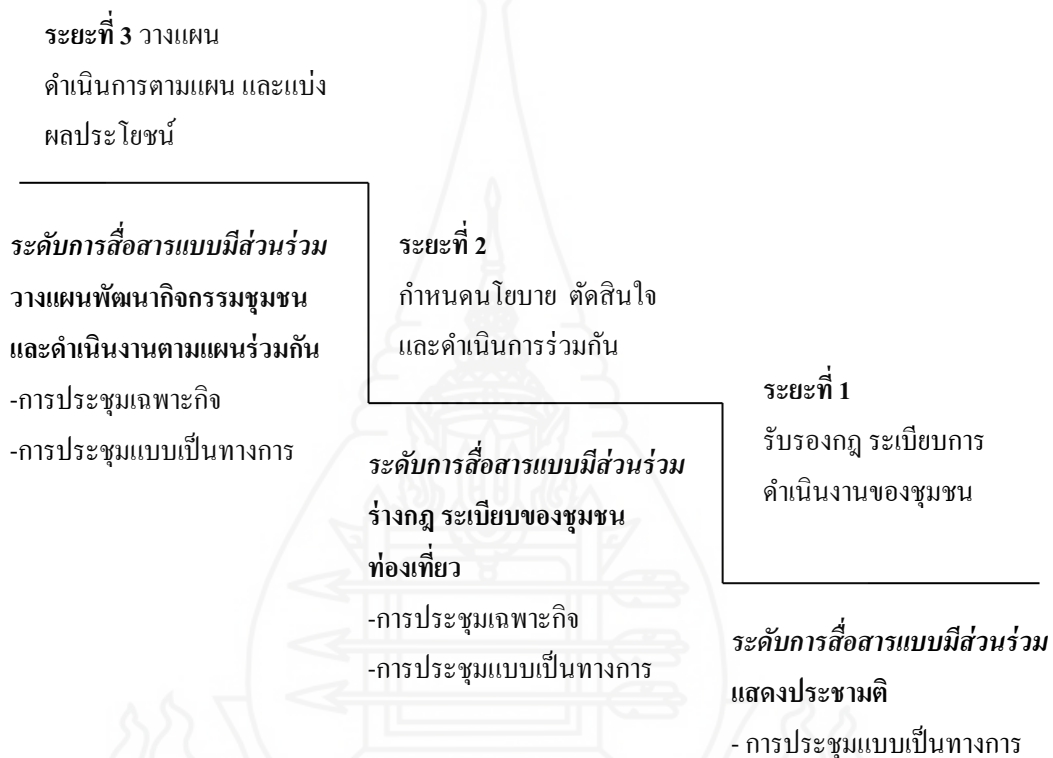 ระยะที่ 3 วางแผน
ดำเนินการตามแผน และแบ่ง
ผลประโยชน์
ระดับการสื่อสารแบบมีส่วนร่วม
วางแผนพัฒนากิจกรรมชุมชน
และดำเนินงานตามแผนร่วมกัน
-การประชุมเฉพาะกิจ
-การประชุมแบบเป็นทางการ
ระยะที่ 2
กำหนดนโยบาย ตัดสินใจ
และดำเนินการร่วมกัน
ระดับการสื่อสารแบบมีส่วนร่วม
ร่างกฎ ระเบียบของชุมชน
ท่องเที่ยว
-การประชุมเฉพาะกิจ
-การประชุมแบบเป็นทางการ
ระยะที่ 1
รับรองกฎ ระเบียบการ
ดำเนินงานของชุมชน
ระดับการสื่อสารแบบมีส่วนร่วม
แสดงประชามติ
- การประชุมแบบเป็นทางการ